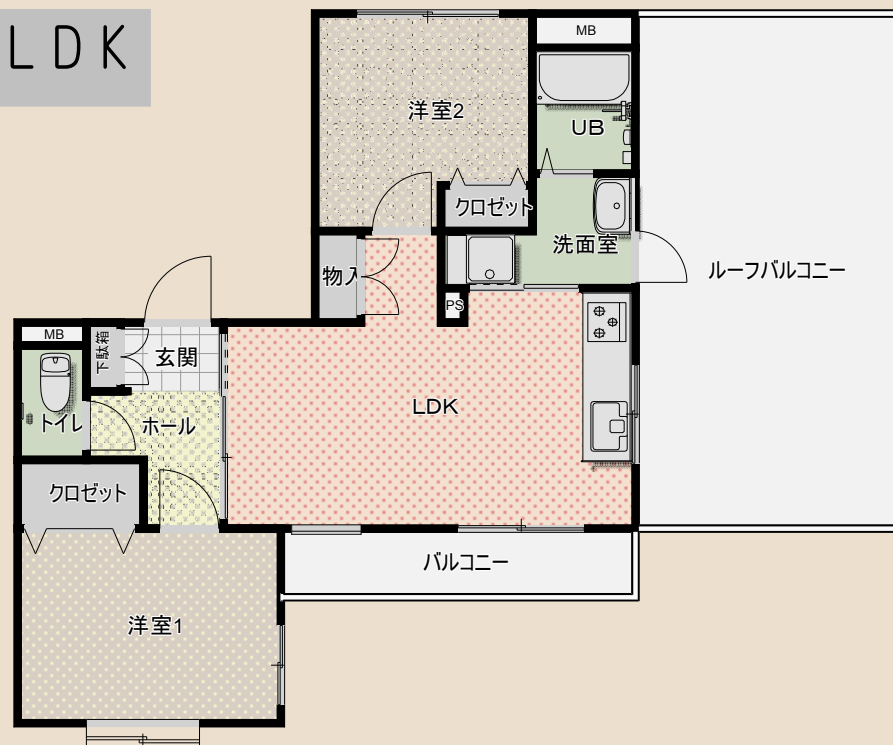 LDK
MB
洋室2
UB
クロゼット
洗面室
物入
ルーフバルコニー
PS
MB
下駄箱
玄関
LDK
トイレ
ホール
クロゼット
バルコニー
洋室1